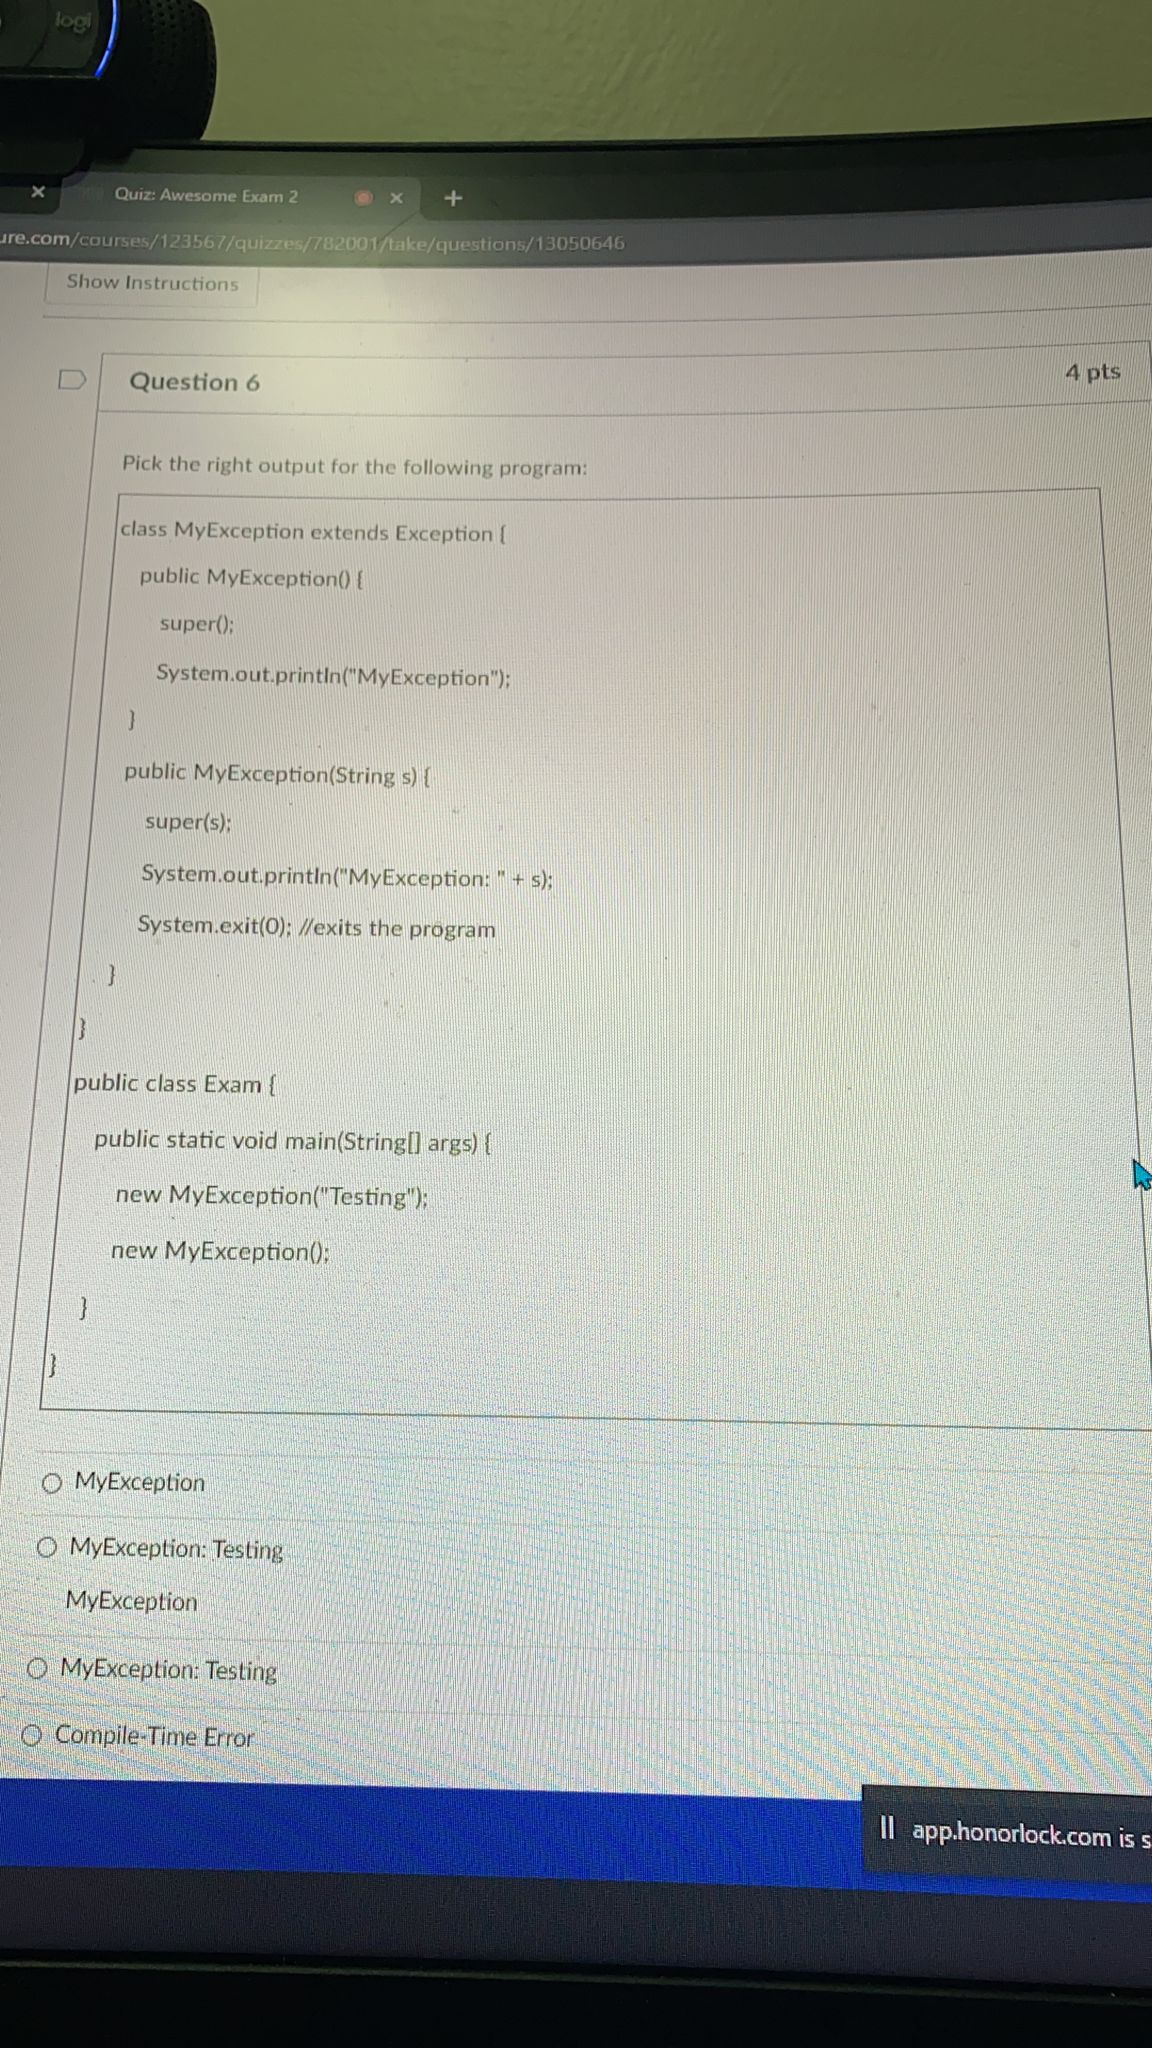 logi
Quiz: Awesome Exam 2
ure.com/courses/123567/quizzes/782001/take/questions/13050646
Show Instructions
Question 6
4 pts
Pick the right output for the following program:
class MyException extends Exception {
public MyException() {
super();
System.out.println("MyException");
}
public MyException(String s) {
super(s);
System.out.println("MyException: " + s);
System.exit(0); //exits the program
}
}
public class Exam {
public static void main(String[] args) {
new MyException("Testing");
new MyException();
}
}
MyException
MyException: Testing
MyException
MyException: Testing
Compile-Time Error
app.honorlock.com is s